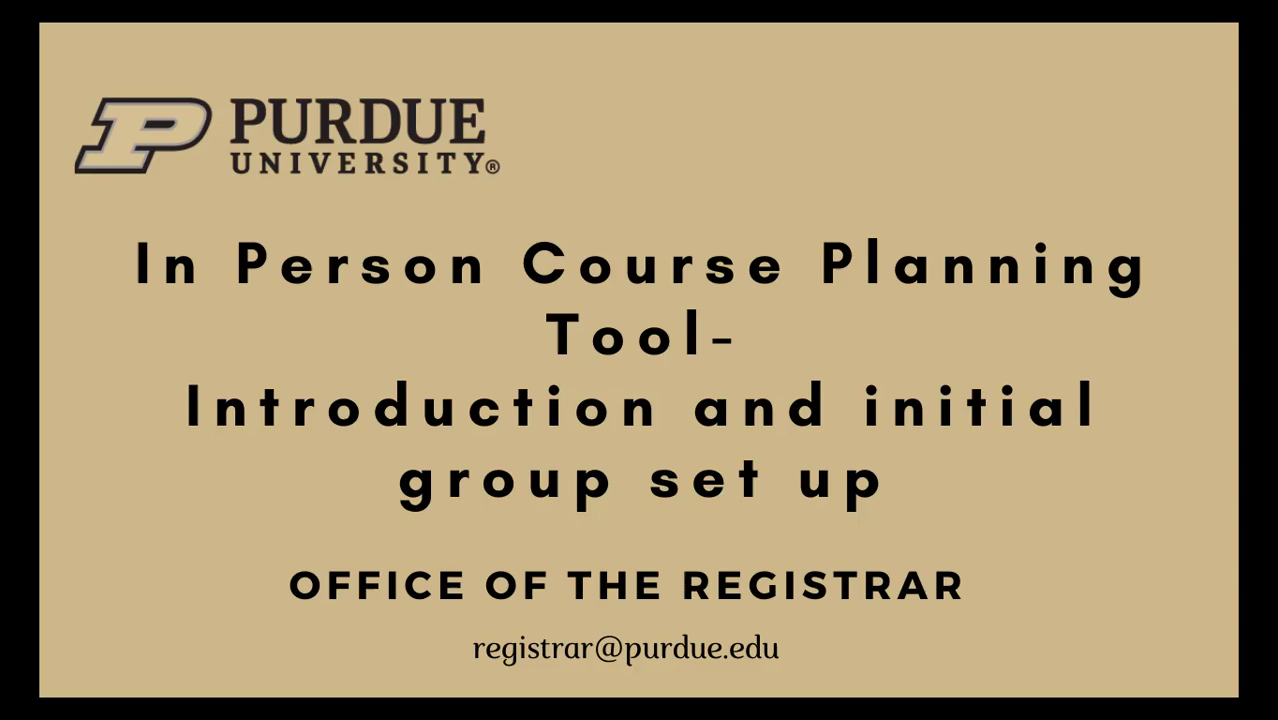 PURDUE
UNIVERSITY®
In Person Course Planning
Tool-
Introduction and initial
group set up
OFFICE OF THE REGISTRAR
registrar@purdue.edu